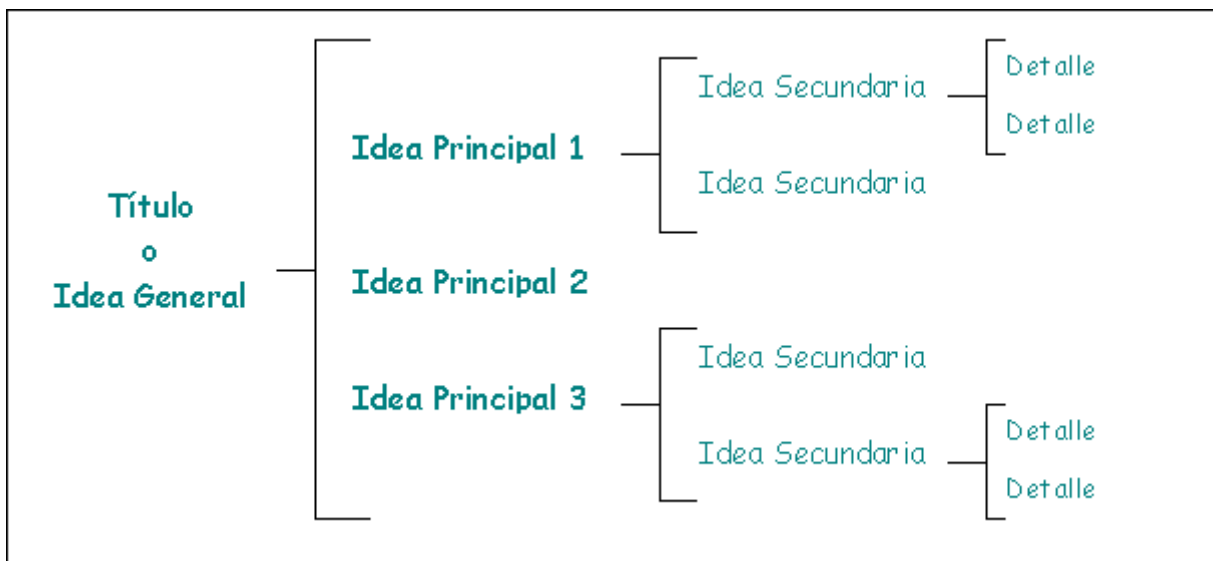 Título
o
Idea General
Idea Principal 1
Idea Secundaria
Detalle
Detalle
Idea Secundaria
Idea Principal 2
Idea Principal 3
Idea Secundaria
Idea Secundaria
Detalle
Detalle